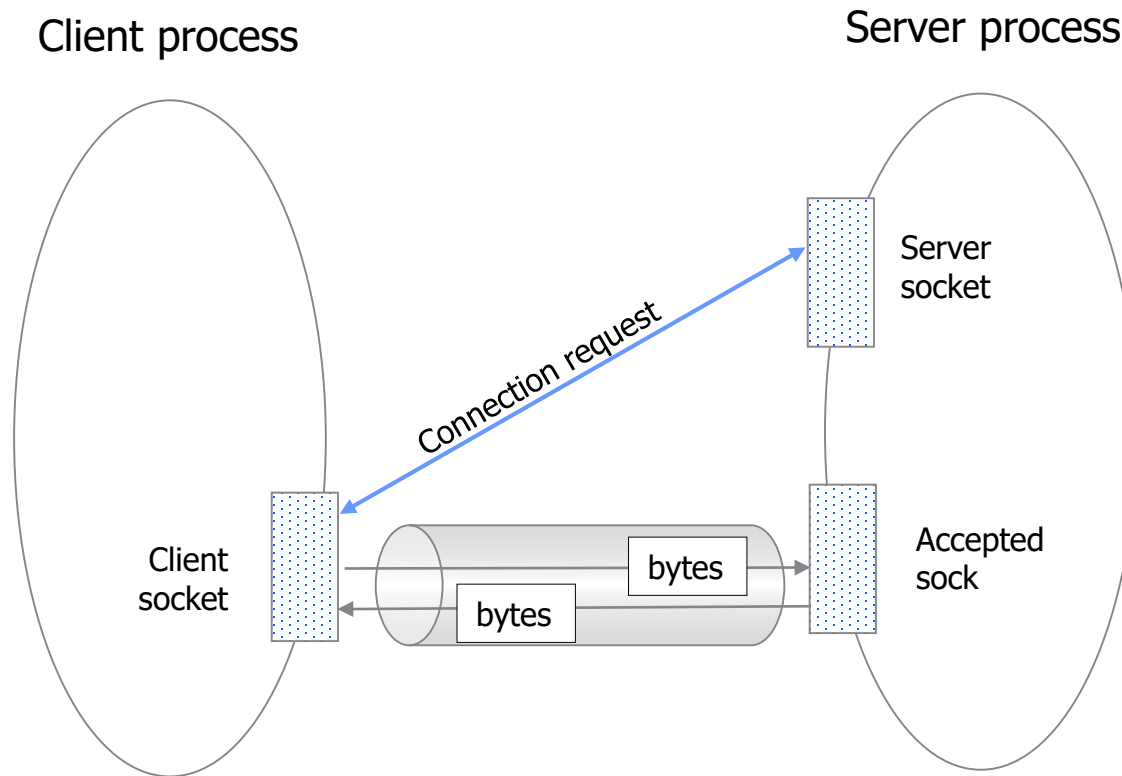 Client process
Server process
Server
socket
Connection request
Client
socket
bytes
bytes
Accepted
sock